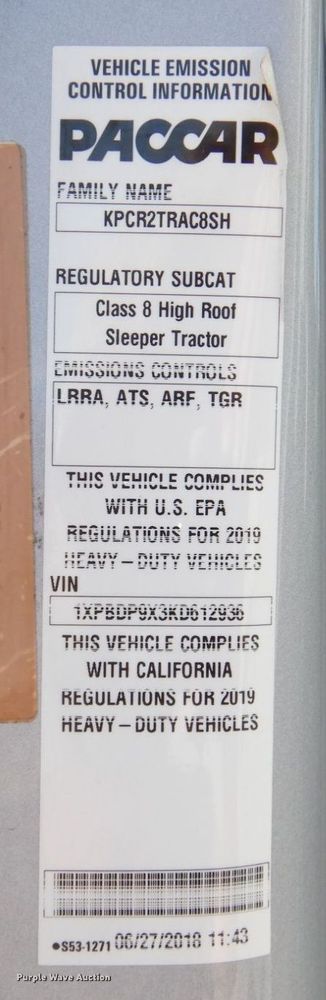 VEHICLE EMISSION
CONTROL INFORMATION
PACCAR
FAMILY NAME
KPCR2TRAC8SH
REGULATORY SUBCAT
Class 8 High Roof
Sleeper Tractor
EMISSIONS CONTROLS
LRRA, ATS, ARF, TGR
THIS VEHICLE COMPLIES
WITH U.S. EPA
REGULATIONS FOR 2019
HEAVY – DUTY VEHICLES
VIN
1XPBDP9X3KD612936
THIS VEHICLE COMPLIES
WITH CALIFORNIA
REGULATIONS FOR 2019
HEAVY – DUTY VEHICLES
•S53-1271 06/27/2018 11:43
Purple Wave Auction